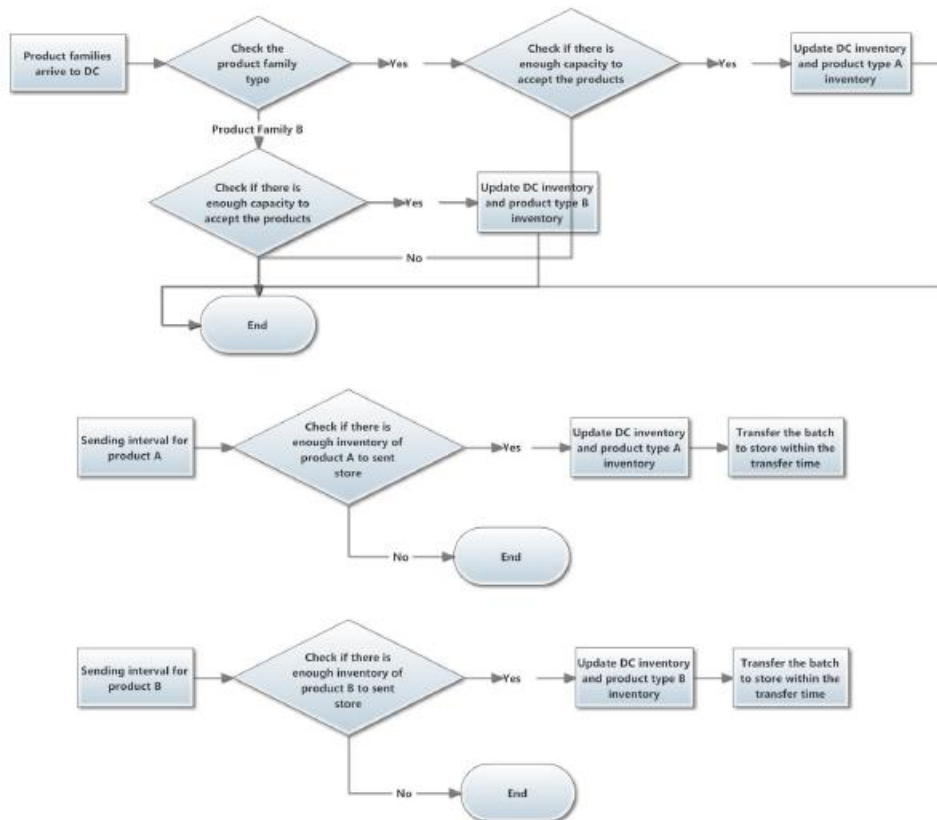 Product families
arrive to DC
Check the
product family
type
Yes
Check if there is
enough capacity to
accept the products
Yes
Update DC inventory
and product type A
inventory
Product Family B
Check if there is
enough capacity to
accept the products
Yes
Update DC inventory
and product type B
inventory
No
End
Sending interval for
product A
Check if there is
enough inventory of
product A to sent
store
Yes
Update DC inventory
and product type A
inventory
Transfer the batch
to store within the
transfer time
No
End
Sending interval for
product B
Check if there is
enough inventory of
product B to sent
store
Yes
Update DC inventory
and product type B
inventory
Transfer the batch
to store within the
transfer time
No
End